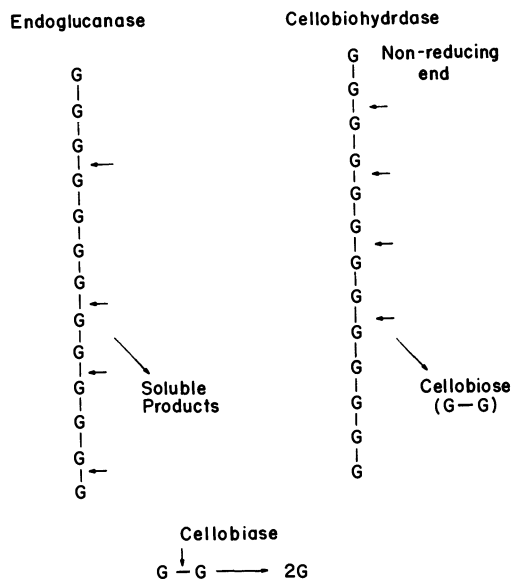 Endoglucanase
G
G
G
G
G
G
G
G
G
G
G
G
G
Soluble
Products
Cellobiohydrdase
Non-reducing
end
G
G
G
G
G
G
G
G
G
G
G
G
G
Cellobiose
(G—G)
Cellobiase
G—G → 2G